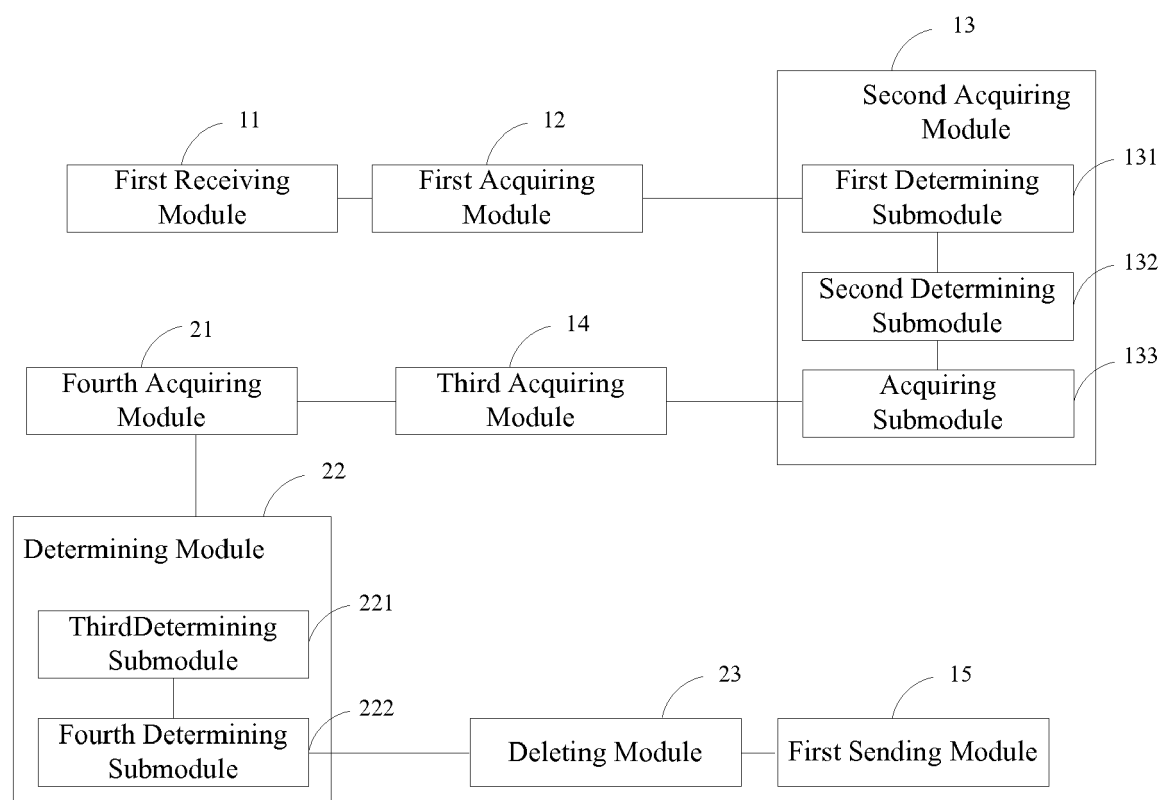 13
Second Acquiring
Module
11
12
131
First Receiving
Module
First Acquiring
Module
First Determining
Submodule
132
Second Determining
Submodule
21
14
133
Fourth Acquiring
Module
Third Acquiring
Module
Acquiring
Submodule
22
Determining Module
221
ThirdDetermining
Submodule
222
23
15
Fourth Determining
Submodule
Deleting Module
First Sending Module